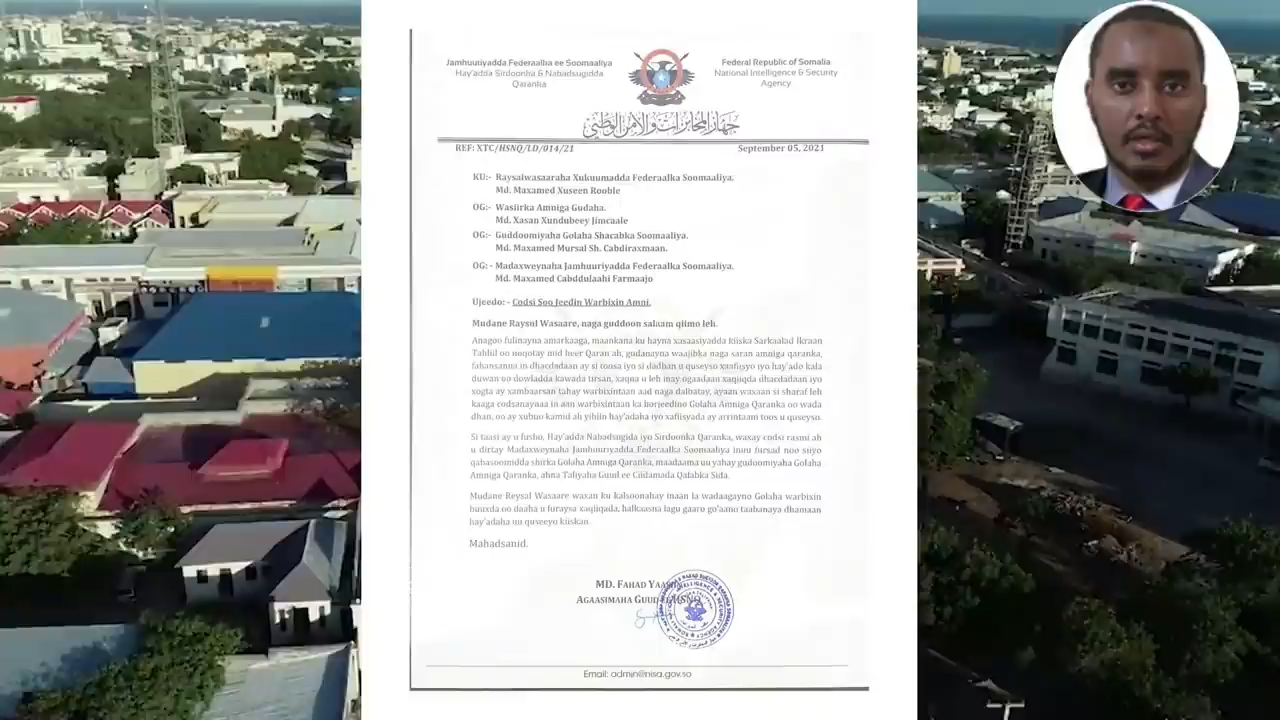 Jamhuuriyadda Federaalka ee Soomaaliya
Hay'adda Sirdoonka & Nabadsugidda
Qaranka
Federal Republic of Somalia
National Intelligence & Security
Agency
جهاز المخابرات والأمن الوطني
REF: XTC/HSNQ/LD/014/21
September 05, 2021
KU:- Raysalwasaaraha Xukuumadda Federaalka Soomaaliya.
Md. Maxamed Xuseen Rooble
OG:- Wasiirka Amniga Gudaha.
Md. Xasan Xundubeey Jimcaale
OG:- Guddoomiyaha Golaha Shacabka Soomaaliya.
Md. Maxamed Mursal Sh. Cabdiraxmaan.
OG: - Madaxweynaha Jamhuuriyadda Federaalka Soomaaliya.
Md. Maxamed Cabddulaahi Farmaajo
Ujeedo: - Codsi Soo Jeedin Warbixin Amni.
Mudane Raysul Wasaare, naga guddoon salaam qiimo leh.
Anagoo fulinayna amarkaaga, maankana ku hayna xasaasiyadda kiiska Sarkaalad Ikraan
Tahliil oo noqotay mid heer Qaran ah, gudanayna waajibka naga saran amniga qaranka,
fahansanna in dhacdadaan ay si toosa iyo si dadban u quseyso xaafiisyo iyo hay'ado kala
duwan oo dowladda kawada tirsan, xaqna u leh inay ogaadaan xaqiiqda dhacdadaan iyo
xogta ay xambaarsan tahay warbixintaan aad naga dalbatay, ayaan waxaan si sharaf leh
kaaga codsanaynaa in aan warbixintaan ka horjeedino Golaha Amniga Qaranka oo wada
dhan, oo ay xubno kamid ah yihiin hay'adaha iyo xafiisyada ay arrintani toos u quseyso.
Si taasi ay u fusho, Hay'adda Nabadsugida iyo Sirdoonka Qaranka, waxay codsi rasmi ah
u dirtay Madaxweynaha Jamhuuriyadda Federaalka Soomaaliya inuu fursad noo siiyo
qabasoomidda shirka Golaha Amniga Qaranka, maadaama uu yahay gudoomiyaha Golaha
Amniga Qaranka, ahna Taliyaha Guud ee Ciidamada Qalabka Sida.
Mudane Reysal Wasaare waxan ku kalsoonahay inaan la wadaagayno Golaha warbixin
buuxda oo daaha u furaysa xaqiiqada, halkaasna lagu gaaro go'aano taabanaya dhamaan
hay'adaha uu quseeyo kiiskan.
Mahadsanid.
MD. FAHAD YAASIN
AGAASIMAHA GUUD EE HSNQ
Email: admin@nisa.gov.so